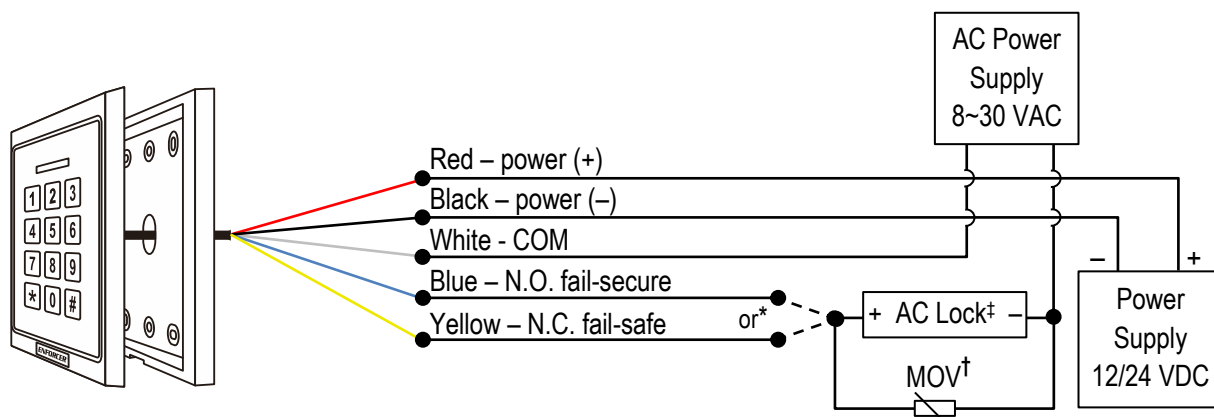 AC Power
Supply
8~30 VAC
Red – power (+)
Black – power (–)
White - COM
Blue – N.O. fail-secure
Yellow – N.C. fail-safe
or*
+ AC Lock‡ –
MOV†
– +
Power
Supply
12/24 VDC
1 2 3
4 5 6
7 8 9
* 0 #
ENFORCER